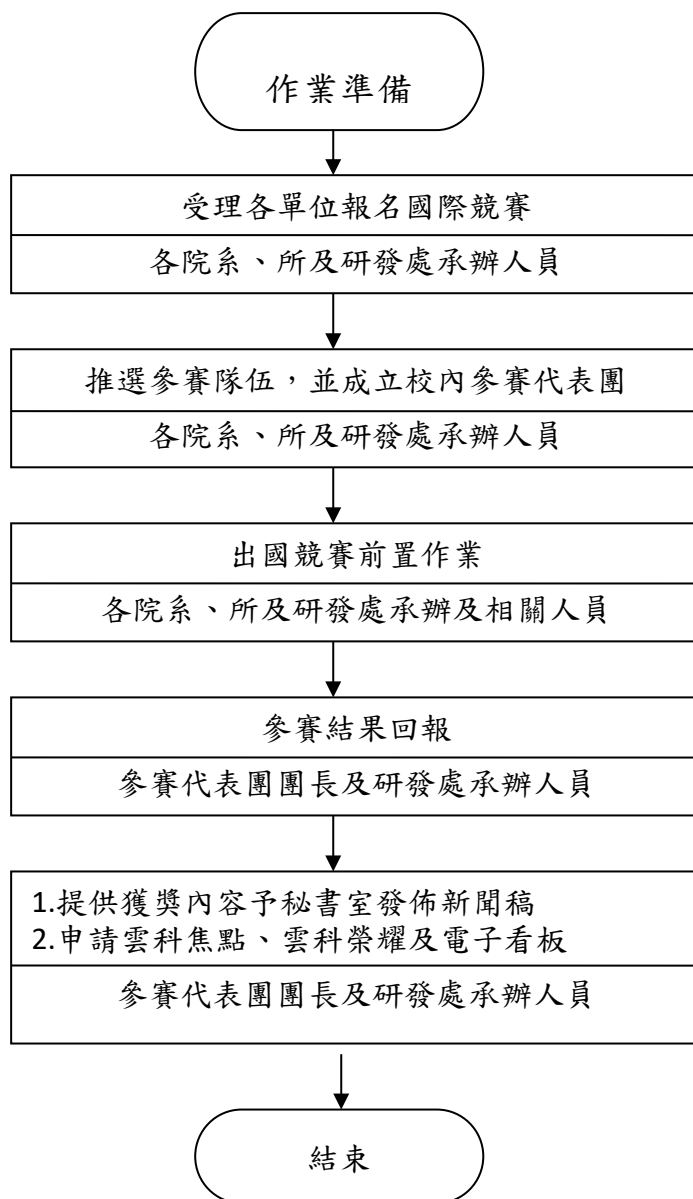 作業準備
受理各單位報名國際競賽
各院系、所及研發處承辦人員
推選參賽隊伍，並成立校內參賽代表團
各院系、所及研發處承辦人員
出國競賽前置作業
各院系、所及研發處承辦及相關人員
參賽結果回報
參賽代表團團長及研發處承辦人員
1.提供獲獎內容予秘書室發佈新聞稿
2.申請雲科焦點、雲科榮耀及電子看板
參賽代表團團長及研發處承辦人員
結束